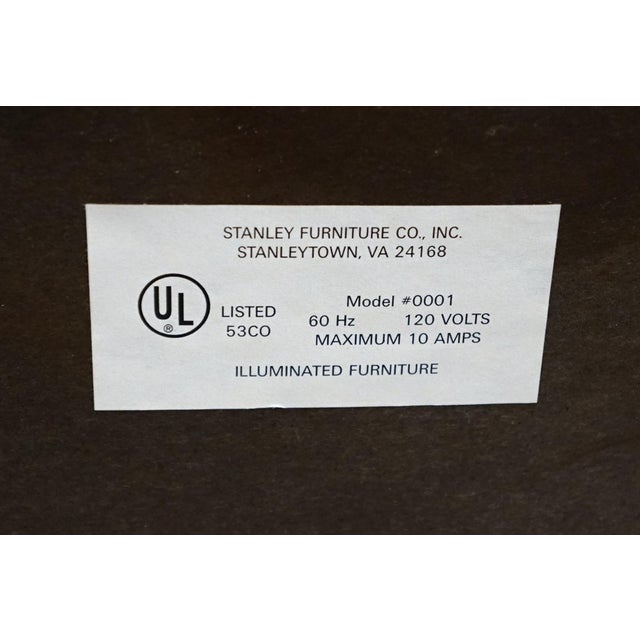 STANLEY FURNITURE CO., INC.
STANLEYTOWN, VA 24168
UL ®
LISTED
53CO
Model #0001
60 Hz 120 VOLTS
MAXIMUM 10 AMPS
ILLUMINATED FURNITURE